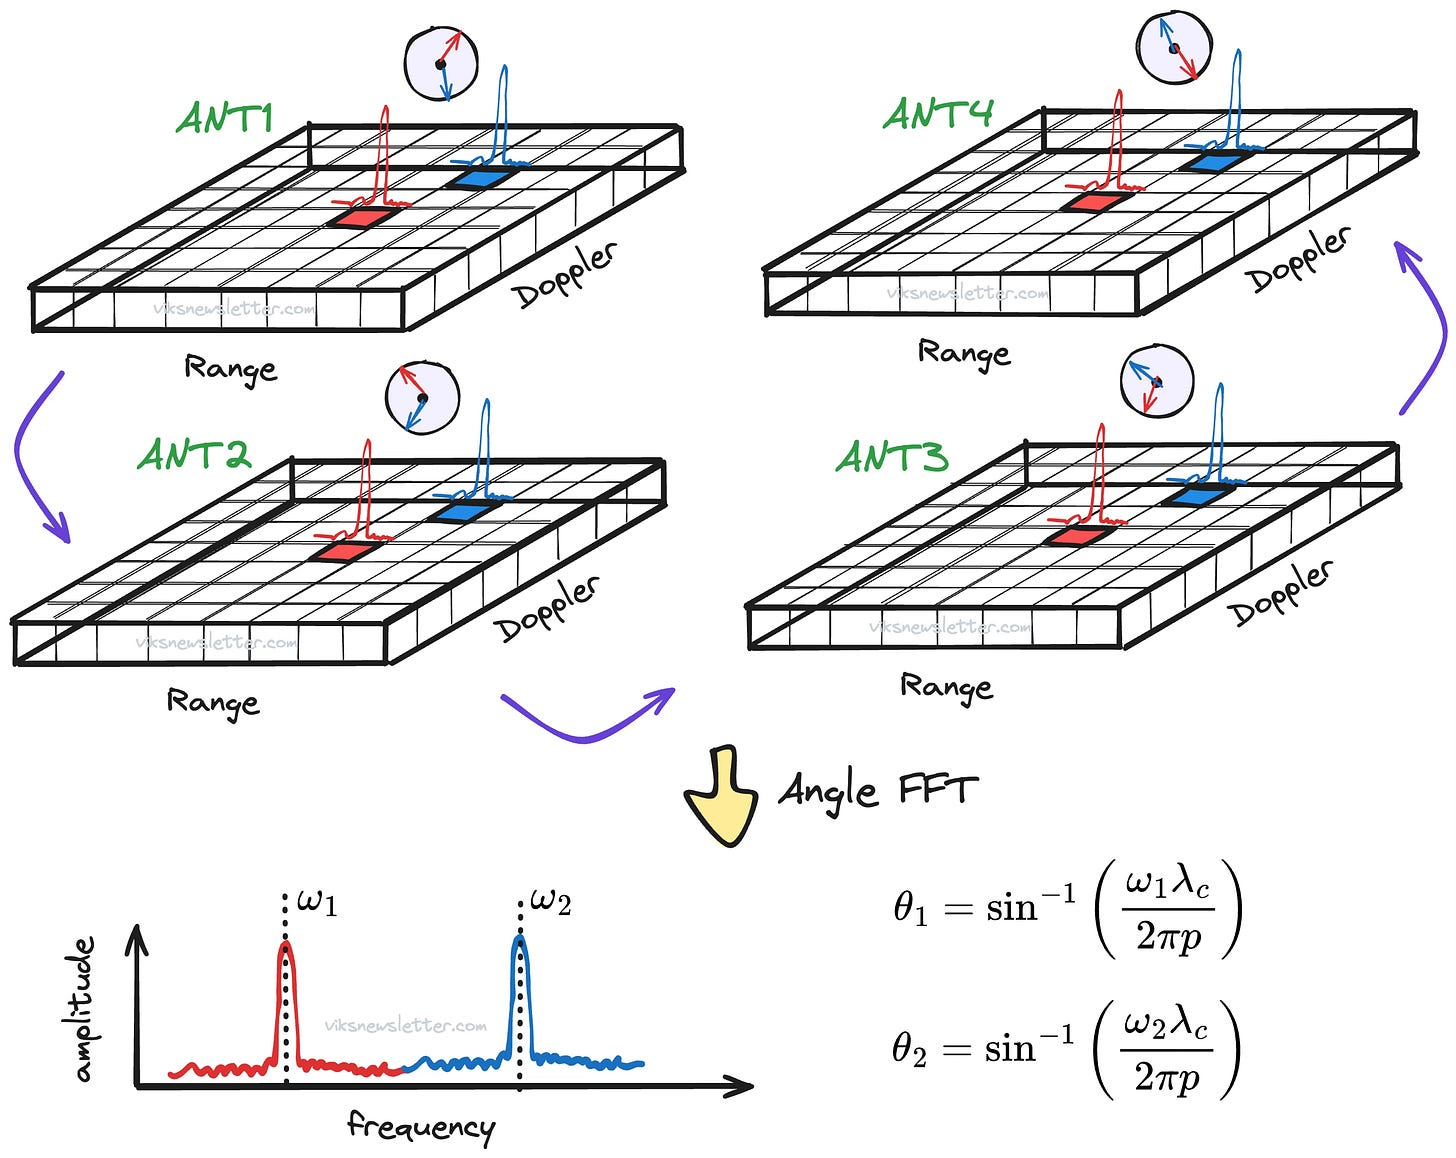 ANT1
viksnewsletter.com
Doppler
Range
ANT4
viksnewsletter.com
Doppler
Range
ANT2
viksnewsletter.com
Doppler
Range
ANT3
viksnewsletter.com
Doppler
Range
Angle FFT
ω₁
ω₂
amplitude
viksnewsletter.com
frequency
θ₁ = sin⁻¹ (ω₁λc / 2πp)
θ₂ = sin⁻¹ (ω₂λc / 2πp)